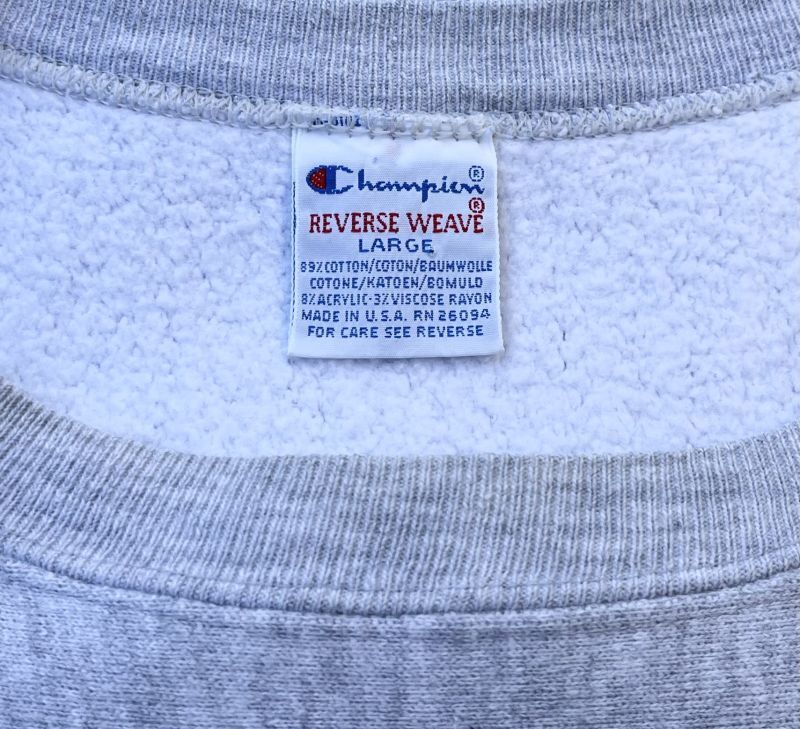 Champion®
REVERSE WEAVE®
LARGE
89% COTTON/COTON/BAUMWOLLE
COTONE/KATOEN/BOMULD
8% ACRYLIC-3% VISCOSE RAYON
MADE IN U.S.A. RN 26094
FOR CARE SEE REVERSE